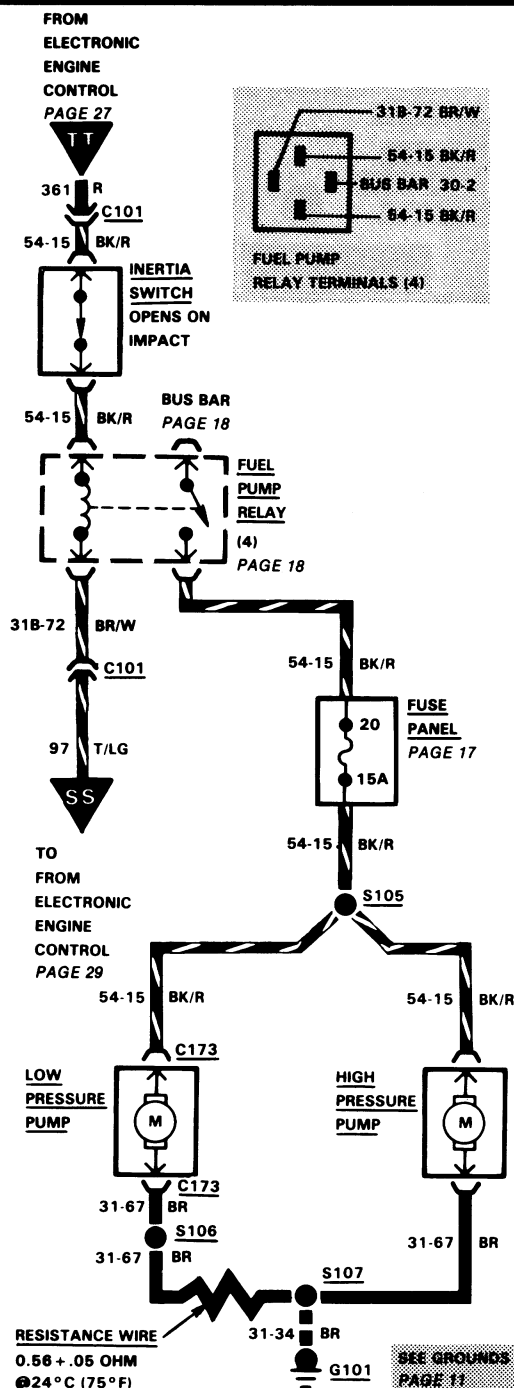 FROM
ELECTRONIC
ENGINE
CONTROL
PAGE 27
TT
361 R
C101
54-15 BK/R
INERTIA
SWITCH
OPENS ON
IMPACT
31B-72 BR/W
54-15 BK/R
BUS BAR 30-2
54-15 BK/R
FUEL PUMP
RELAY TERMINALS (4)
54-15 BK/R
BUS BAR
PAGE 18
FUEL
PUMP
RELAY
(4)
PAGE 18
31B-72 BR/W
C101
97 T/LG
SS
TO
FROM
ELECTRONIC
ENGINE
CONTROL
PAGE 29
54-15 BK/R
20
15A
FUSE
PANEL
PAGE 17
54-15 BK/R
S105
54-15 BK/R
54-15 BK/R
C173
LOW
PRESSURE
PUMP
M
HIGH
PRESSURE
PUMP
M
C173
31-67 BR
S106
31-67 BR
31-67 BR
S107
RESISTANCE WIRE
0.56 + .05 OHM
@24°C (75°F)
31-34 BR
G101
SEE GROUNDS
PAGE 11